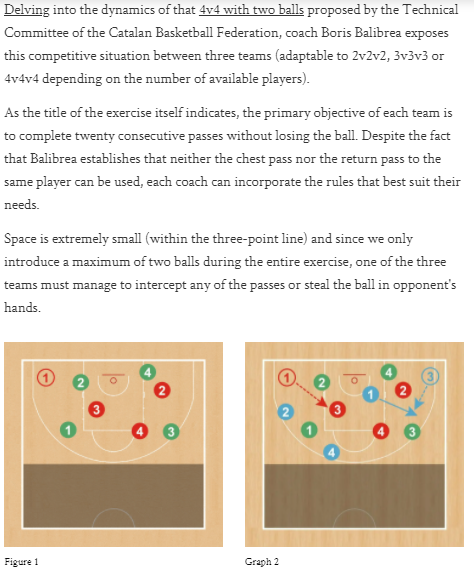 Delving into the dynamics of that 4v4 with two balls proposed by the Technical
Committee of the Catalan Basketball Federation, coach Boris Balibrea exposes
this competitive situation between three teams (adaptable to 2v2v2, 3v3v3 or
4v4v4 depending on the number of available players).
As the title of the exercise itself indicates, the primary objective of each team is
to complete twenty consecutive passes without losing the ball. Despite the fact
that Balibrea establishes that neither the chest pass nor the return pass to the
same player can be used, each coach can incorporate the rules that best suit their
needs.
Space is extremely small (within the three-point line) and since we only
introduce a maximum of two balls during the entire exercise, one of the three
teams must manage to intercept any of the passes or steal the ball in opponent's
hands.
1 2 4 2
3
1 4 3
1 2 4 3
1 2
2 3
1 4 3
4
Figure 1
Graph 2